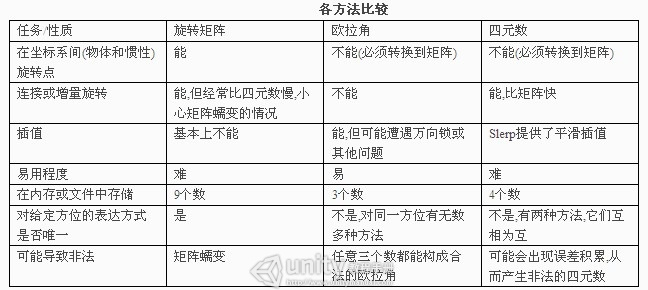 各方法比较
任务/性质 旋转矩阵 欧拉角 四元数
在坐标系间(物体和惯性) 能 不能(必须转换到矩阵) 不能(必须转换到矩阵)
旋转点
连接或增量旋转 能,但经常比四元数慢,小 不能 能,比矩阵快
心矩阵蠕变的情况
插值 基本上不能 能,但可能遭遇万向锁或 Slerp提供了平滑插值
其他问题
易用程度 难 易 难
在内存或文件中存储 9个数 3个数 4个数
对给定方位的表达方式 是 不是,对同一方位有无数 不是,有两种方法,它们互
是否唯一 多种方法 相为互
可能导致非法 矩阵蠕变 任意三个数都能构成合 可能会出现误差积累,从
法的欧拉角 而产生非法的四元数
unity